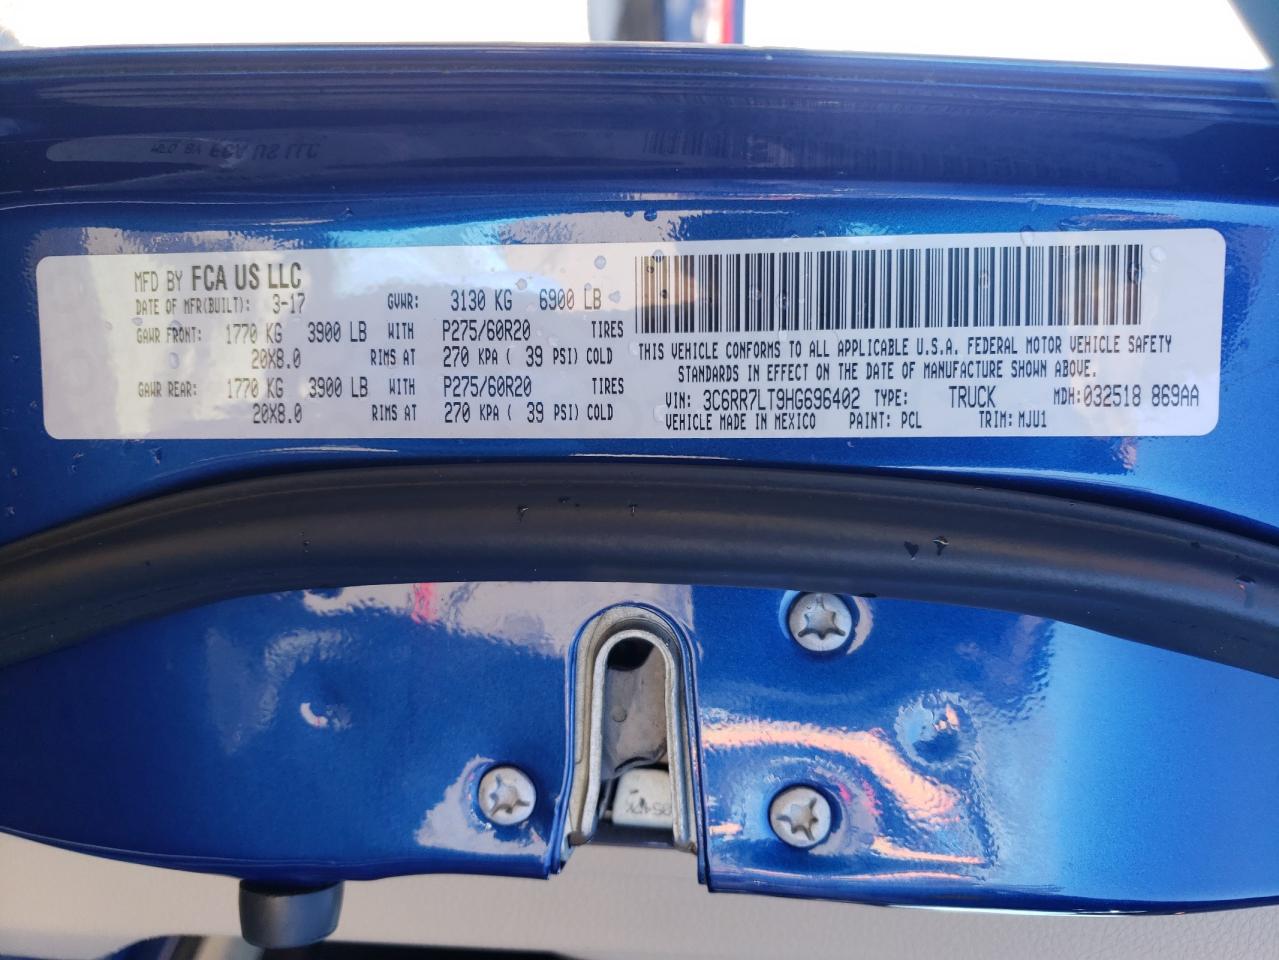 MFD BY FCA US LLC
DATE OF MFR(BUILT): 3-17 GVWR: 3130 KG 6900 LB
GAWR FRONT: 1770 KG 3900 LB WITH P275/60R20 TIRES
20X8.0 RIMS AT 270 KPA ( 39 PSI) COLD
GAWR REAR: 1770 KG 3900 LB WITH P275/60R20 TIRES
20X8.0 RIMS AT 270 KPA ( 39 PSI) COLD
THIS VEHICLE CONFORMS TO ALL APPLICABLE U.S.A. FEDERAL MOTOR VEHICLE SAFETY
STANDARDS IN EFFECT ON THE DATE OF MANUFACTURE SHOWN ABOVE.
VIN: 3C6RR7LT9HG696402 TYPE: TRUCK MDH:032518 869AA
VEHICLE MADE IN MEXICO PAINT: PCL TRIM: MJU1